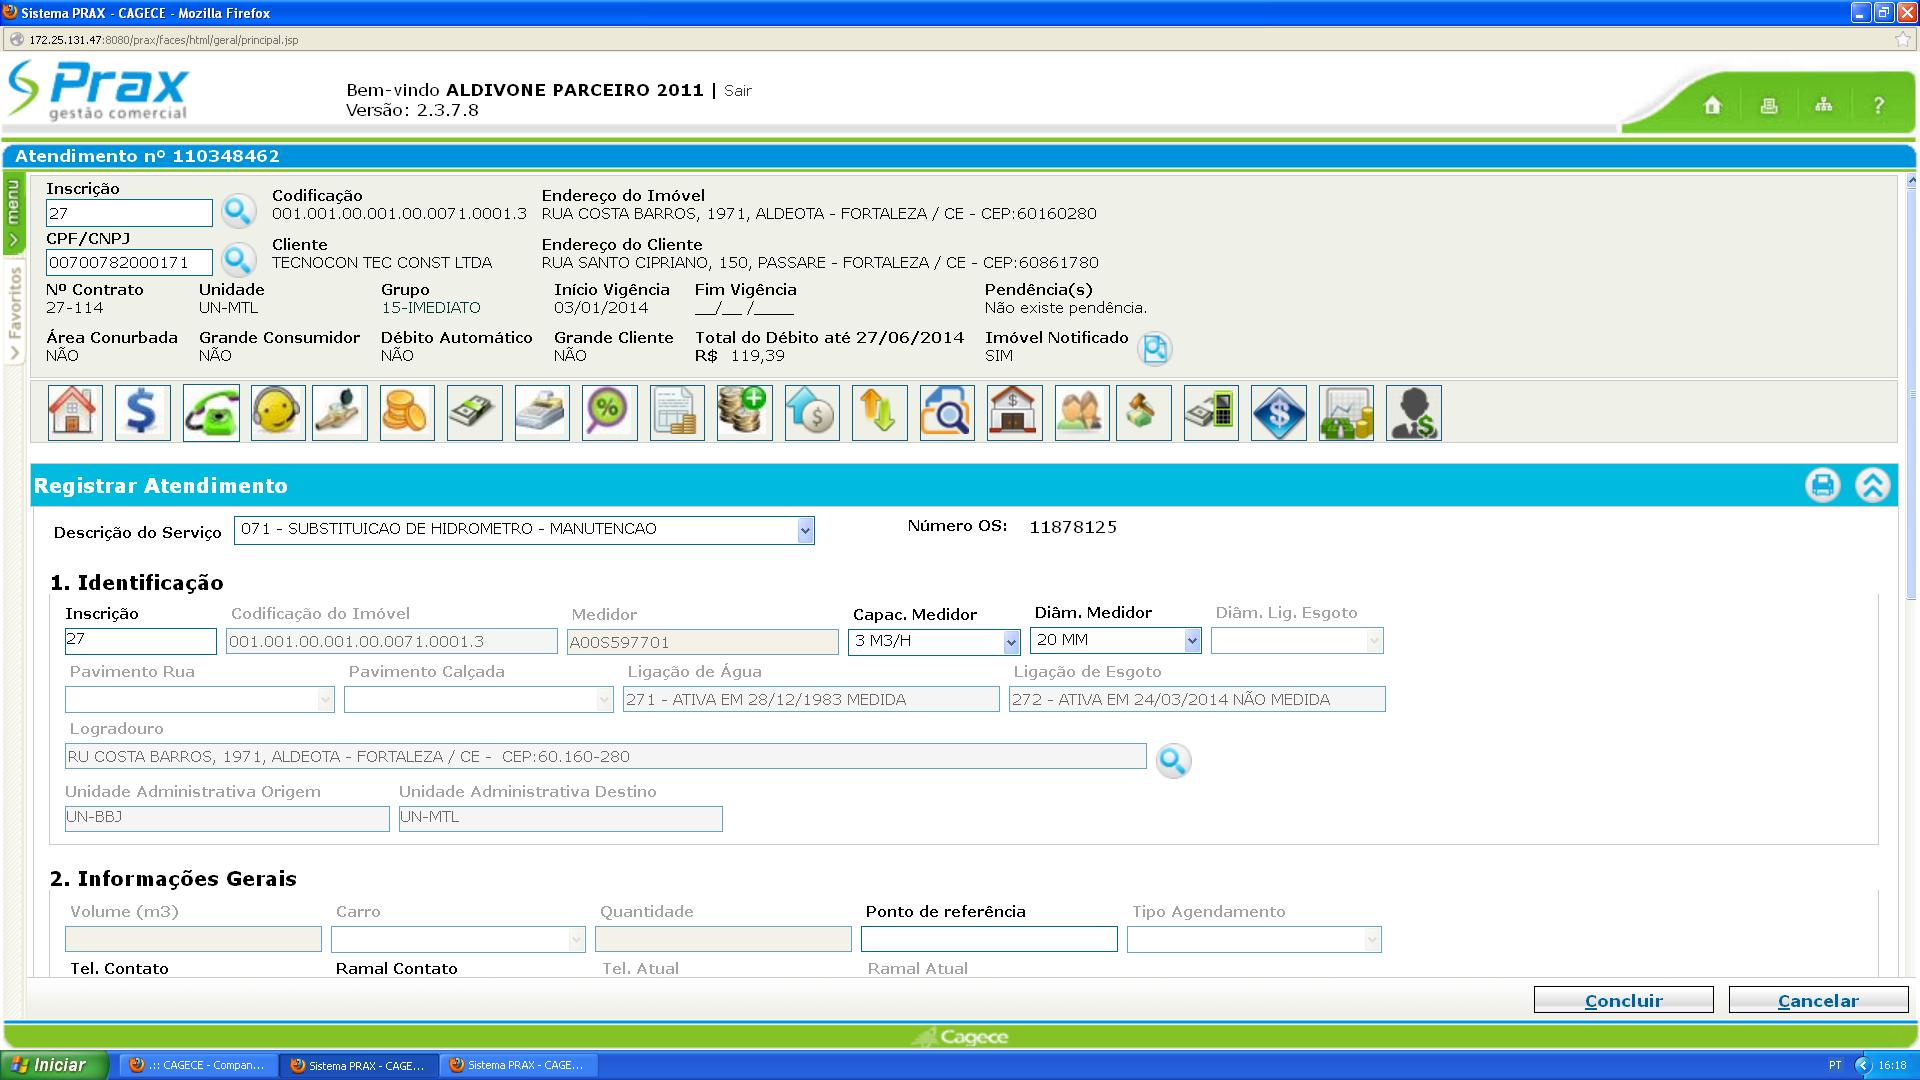 Sistema PRAX - CAGECE - Mozilla Firefox
172.25.131.47:8080/prax/faces/html/geral/principal.jsp
Prax
gestão comercial
Bem-vindo ALDIVONE PARCEIRO 2011 | Sair
Versão: 2.3.7.8
?
Atendimento nº 110348462
menu
Favoritos
Inscrição
27
Codificação
001.001.00.001.00.0071.0001.3
Endereço do Imóvel
RUA COSTA BARROS, 1971, ALDEOTA - FORTALEZA / CE - CEP:60160280
CPF/CNPJ
00700782000171
Cliente
TECNOCON TEC CONST LTDA
Endereço do Cliente
RUA SANTO CIPRIANO, 150, PASSARE - FORTALEZA / CE - CEP:60861780
Nº Contrato Unidade Grupo Início Vigência Fim Vigência Pendência(s)
27-114 UN-MTL 15-IMEDIATO 03/01/2014 __/__ /____ Não existe pendência.
Área Conurbada Grande Consumidor Débito Automático Grande Cliente Total do Débito até 27/06/2014 Imóvel Notificado
NÃO NÃO NÃO NÃO R$ 119,39 SIM
Registrar Atendimento
Descrição do Serviço 071 - SUBSTITUICAO DE HIDROMETRO - MANUTENCAO Número OS: 11878125
1. Identificação
Inscrição Codificação do Imóvel Medidor Capac. Medidor Diâm. Medidor Diâm. Lig. Esgoto
27 001.001.00.001.00.0071.0001.3 A00S597701 3 M3/H 20 MM
Pavimento Rua Pavimento Calçada Ligação de Água Ligação de Esgoto
271 - ATIVA EM 28/12/1983 MEDIDA 272 - ATIVA EM 24/03/2014 NÃO MEDIDA
Logradouro
RU COSTA BARROS, 1971, ALDEOTA - FORTALEZA / CE - CEP:60.160-280
Unidade Administrativa Origem Unidade Administrativa Destino
UN-BBJ UN-MTL
2. Informações Gerais
Volume (m3) Carro Quantidade Ponto de referência Tipo Agendamento
Tel. Contato Ramal Contato Tel. Atual Ramal Atual
Concluir Cancelar
Cagece
Iniciar .:: CAGECE - Compan... Sistema PRAX - CAGE... Sistema PRAX - CAGE... PT 16:18